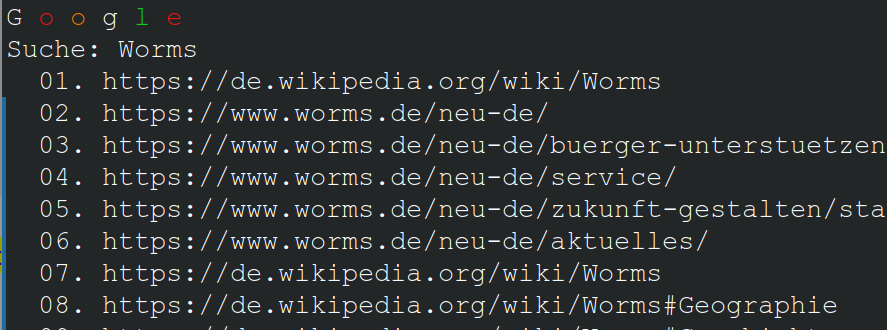 G o o g l e
Suche: Worms
01. https://de.wikipedia.org/wiki/Worms
02. https://www.worms.de/neu-de/
03. https://www.worms.de/neu-de/buerger-unterstuetzen
04. https://www.worms.de/neu-de/service/
05. https://www.worms.de/neu-de/zukunft-gestalten/sta
06. https://www.worms.de/neu-de/aktuelles/
07. https://de.wikipedia.org/wiki/Worms
08. https://de.wikipedia.org/wiki/Worms#Geographie